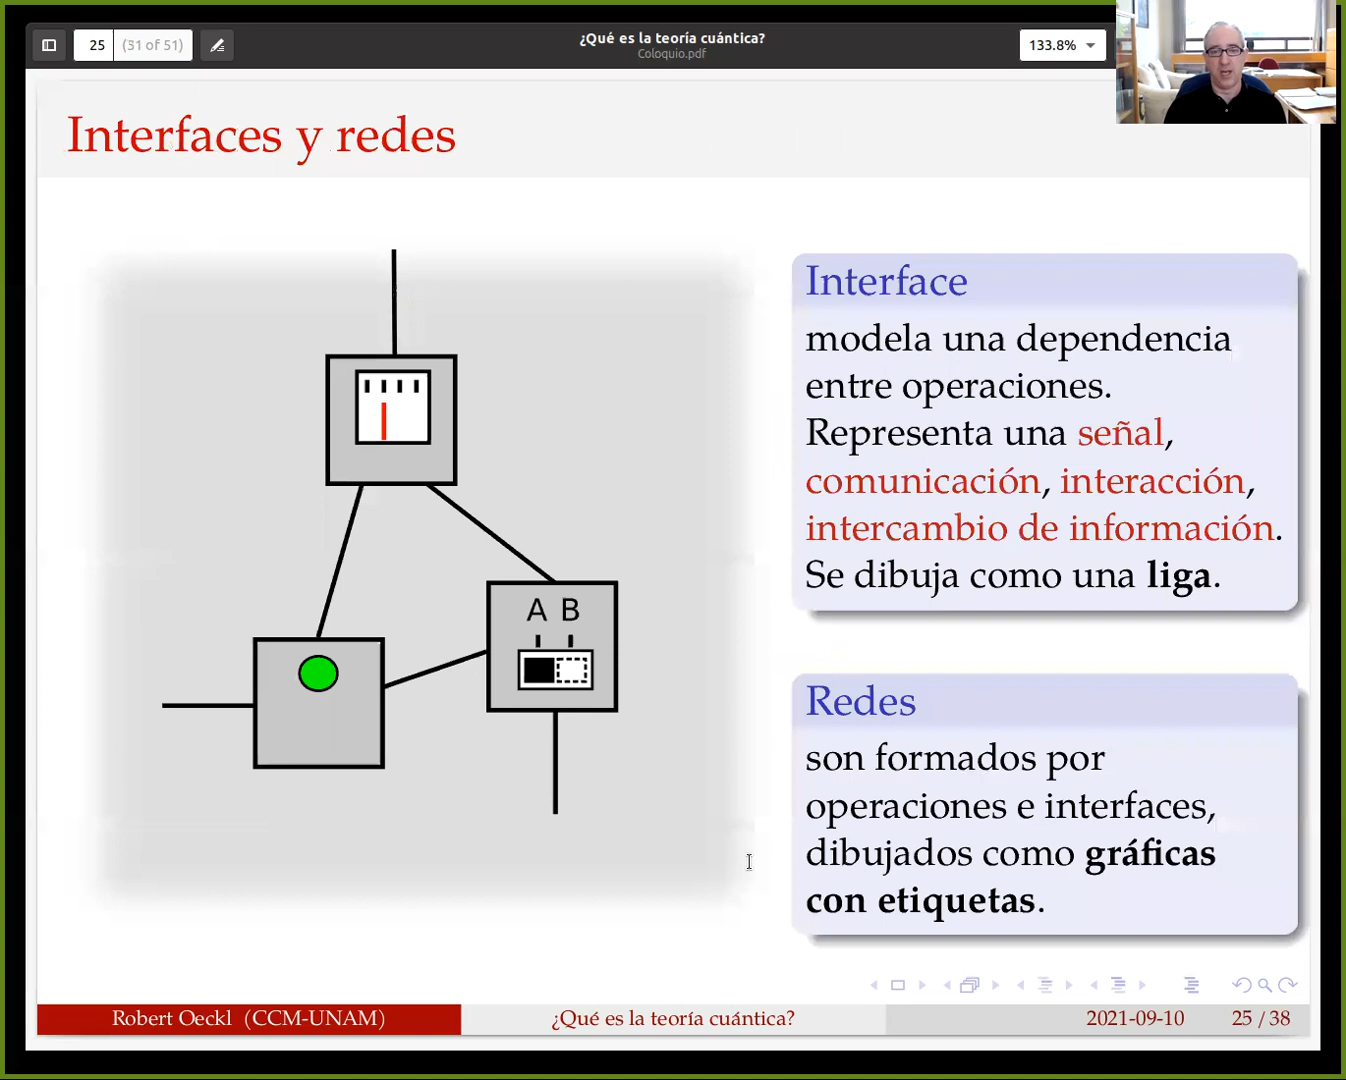 25 (31 of 51)
¿Qué es la teoría cuántica?
Coloquio.pdf
133.8%
Interfaces y redes
A B
Interface
modela una dependencia
entre operaciones.
Representa una señal,
comunicación, interacción,
intercambio de información.
Se dibuja como una liga.
Redes
son formados por
operaciones e interfaces,
dibujados como gráficas
con etiquetas.
Robert Oeckl (CCM-UNAM)
¿Qué es la teoría cuántica?
2021-09-10
25 / 38